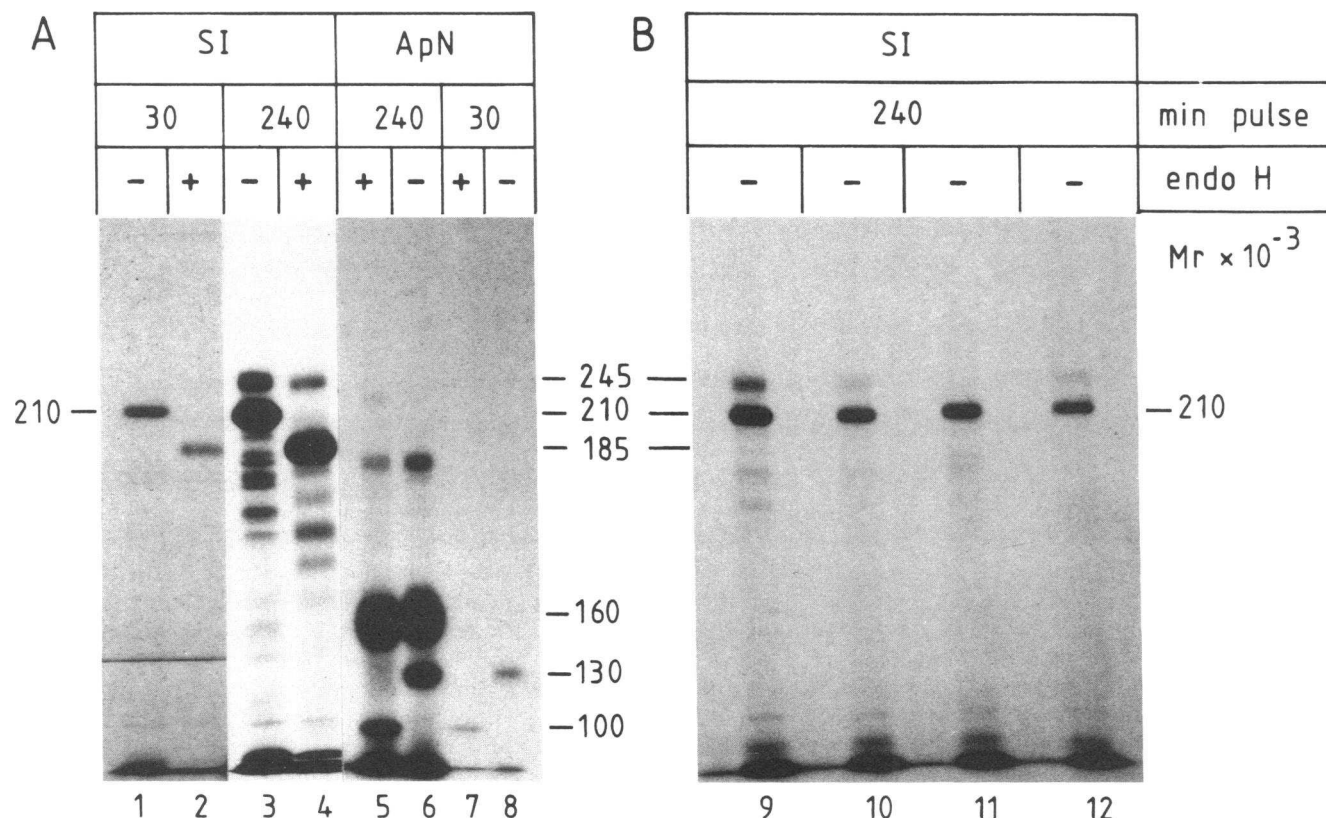 A
SI ApN
30 240 240 30
- + - + + - + -
B
SI
240 min pulse
- - - - endo H
Mr × 10⁻³
210 — — 245 —
— 210 — — 210
— 185 —
— 160
— 130
— 100
1 2 3 4 5 6 7 8
9 10 11 12